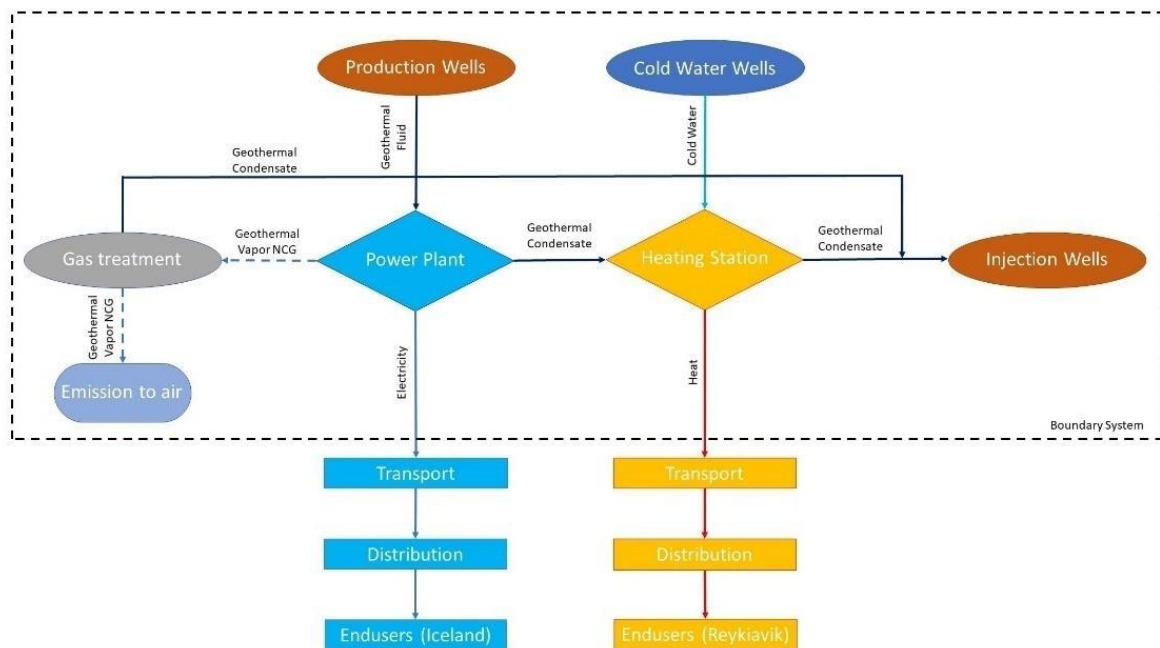 Production Wells
Cold Water Wells
Geothermal
Fluid
Cold Water
Geothermal
Condensate
Gas treatment
Geothermal
Vapor NCG
Power Plant
Geothermal
Condensate
Heating Station
Geothermal
Condensate
Injection Wells
Geothermal
Vapor NCG
Emission to air
Electricity
Heat
Boundary System
Transport
Transport
Distribution
Distribution
Endusers (Iceland)
Endusers (Reykiavik)